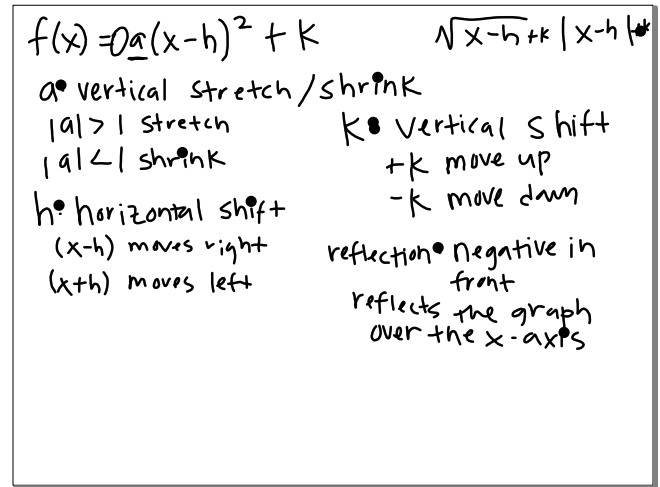 f(x) = a(x-h)² + k
√x-h +k |x-h|+k
a: vertical stretch/shrink
|a|>1 stretch
|a|<1 shrink
h: horizontal shift
(x-h) moves right
(x+h) moves left
k: vertical shift
+k move up
-k move down
reflection: negative in
front
reflects the graph
over the x-axis